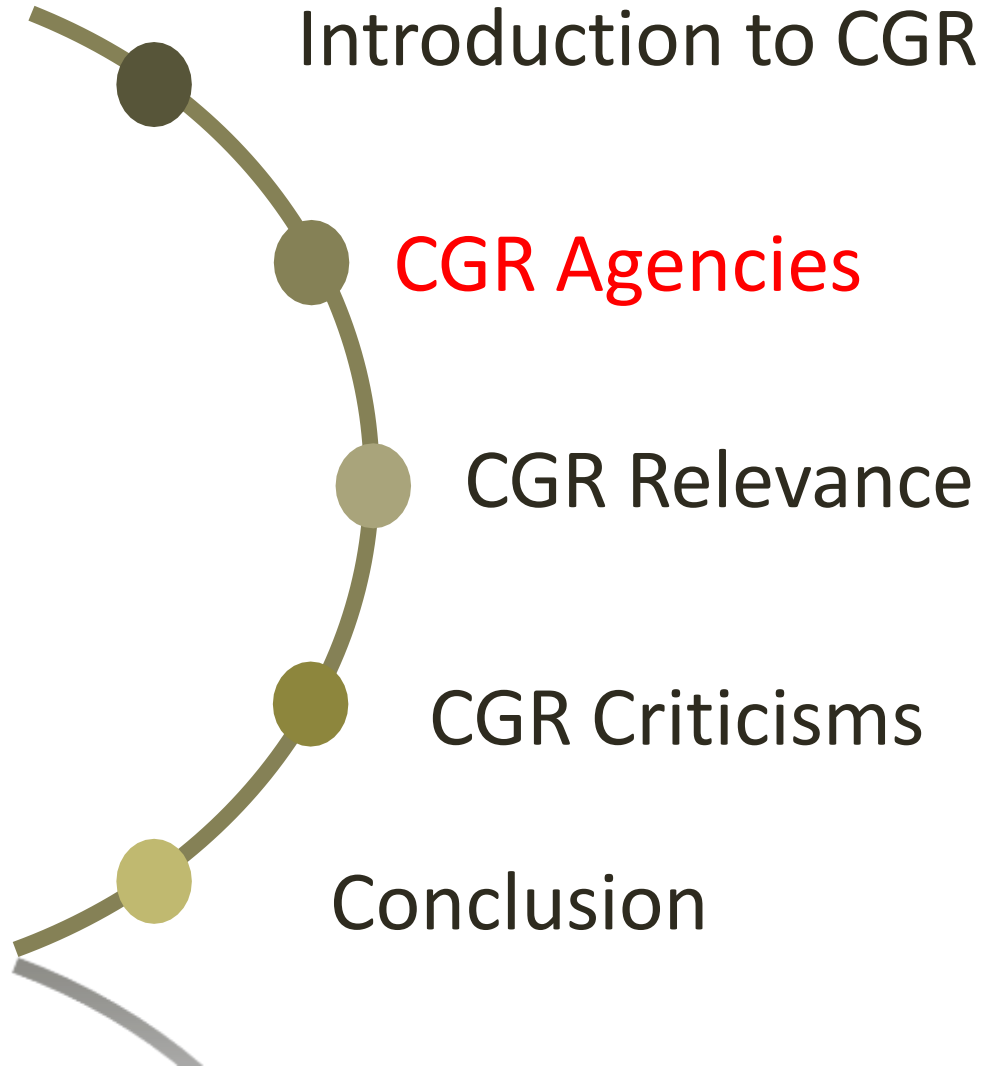 Introduction to CGR
CGR Agencies
CGR Relevance
CGR Criticisms
Conclusion